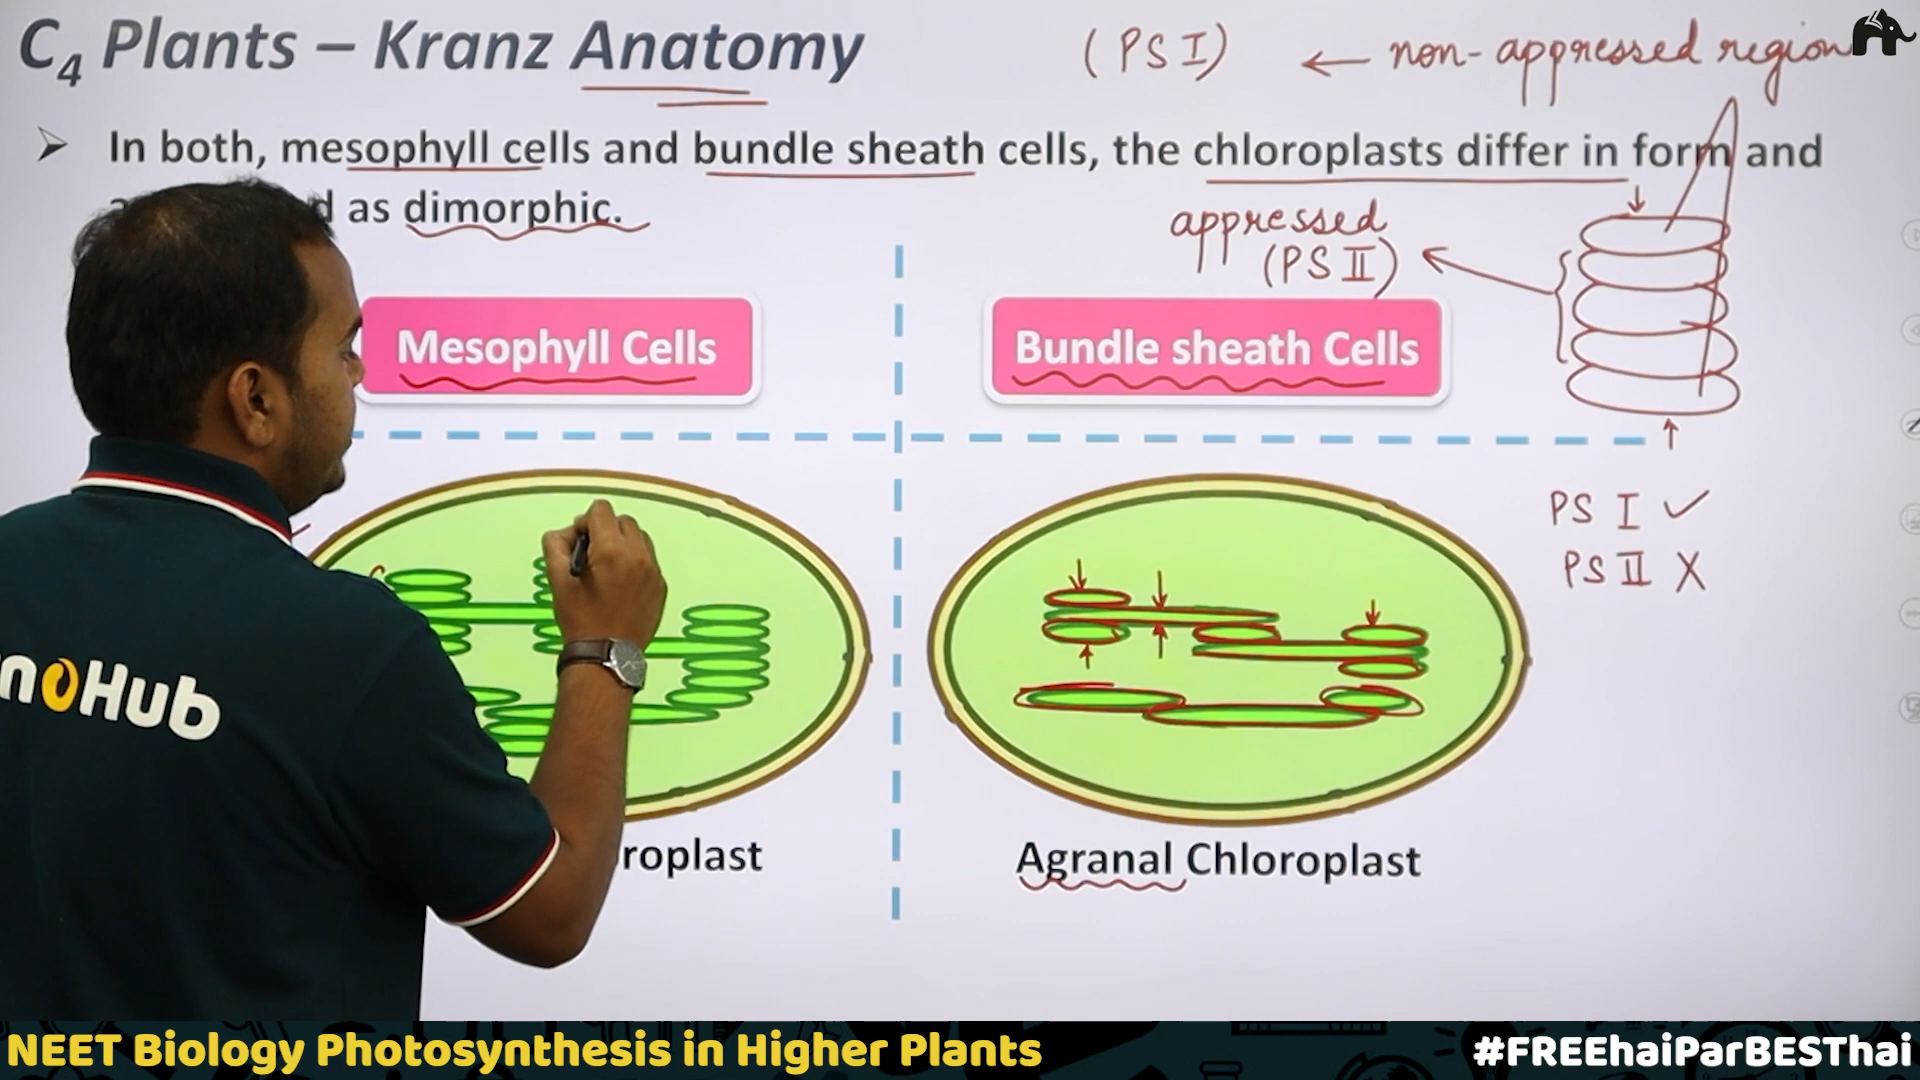 C4 Plants – Kranz Anatomy
(PS I) ← non-appressed region
➢ In both, mesophyll cells and bundle sheath cells, the chloroplasts differ in form and
d as dimorphic.
appressed
(PS II)
Mesophyll Cells
Bundle sheath Cells
PS I ✓
PS II X
roplast
Agranal Chloroplast
noHub
NEET Biology Photosynthesis in Higher Plants
#FREEhaiParBESThai